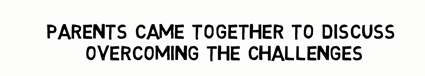 PARENTS CAME TOGETHER TO DISCUSS
OVERCOMING THE CHALLENGES